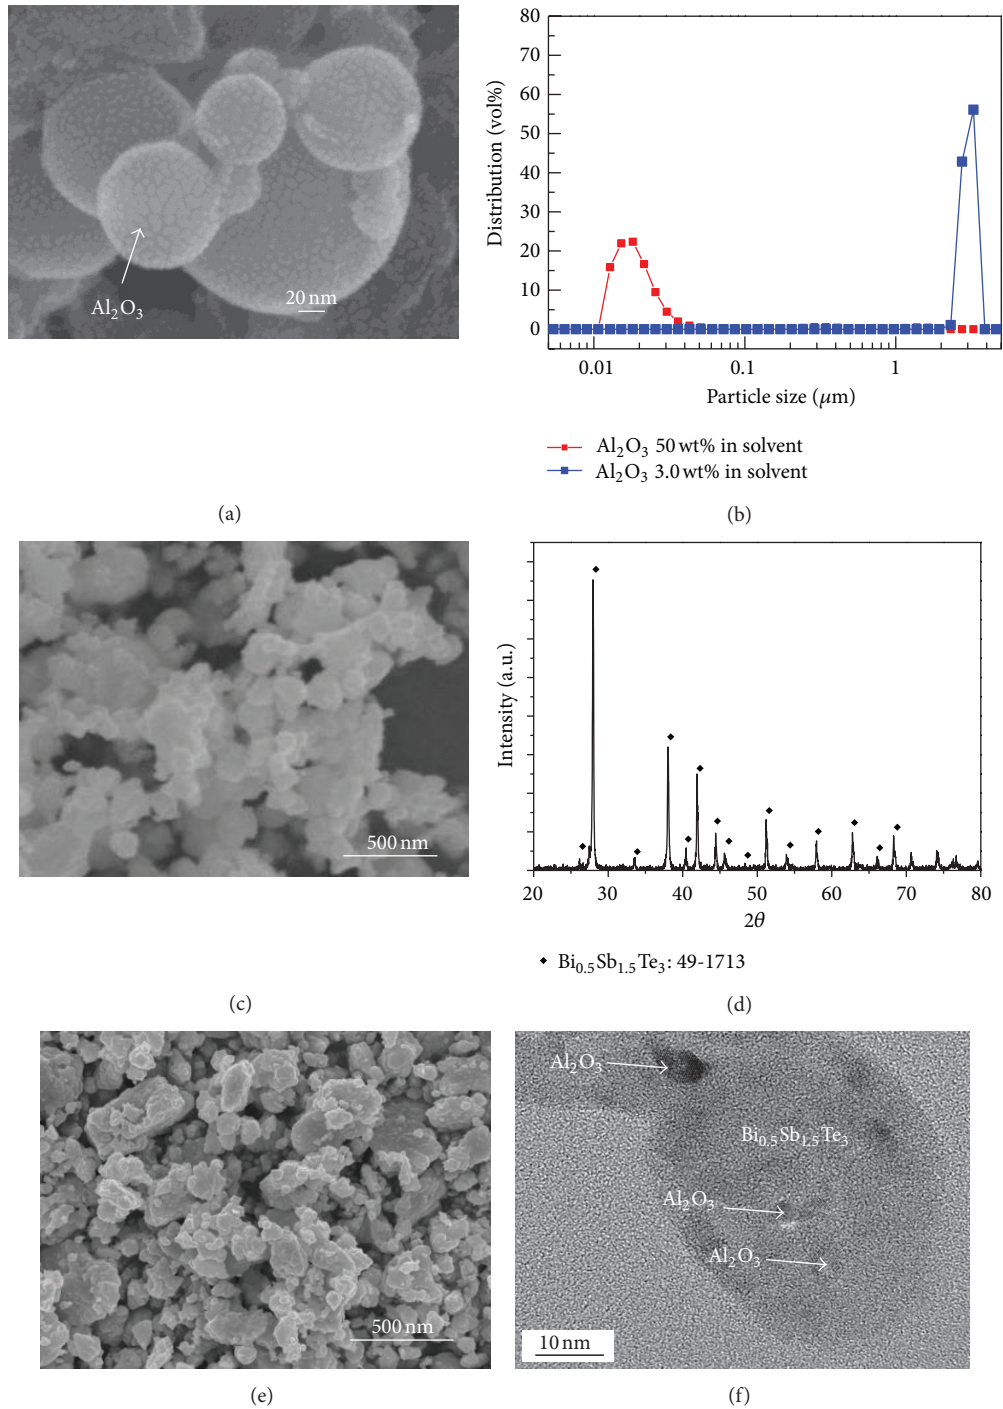 Al₂O₃
20 nm
(a)
80
70
60
50
40
30
20
10
0
Distribution (vol%)
0.01 0.1 1
Particle size (μm)
Al₂O₃ 50 wt% in solvent
Al₂O₃ 3.0 wt% in solvent
(b)
500 nm
(c)
Intensity (a.u.)
20 30 40 50 60 70 80
2θ
Bi₀.₅Sb₁.₅Te₃: 49-1713
(d)
500 nm
(e)
Al₂O₃
Bi₀.₅Sb₁.₅Te₃
Al₂O₃
Al₂O₃
10 nm
(f)